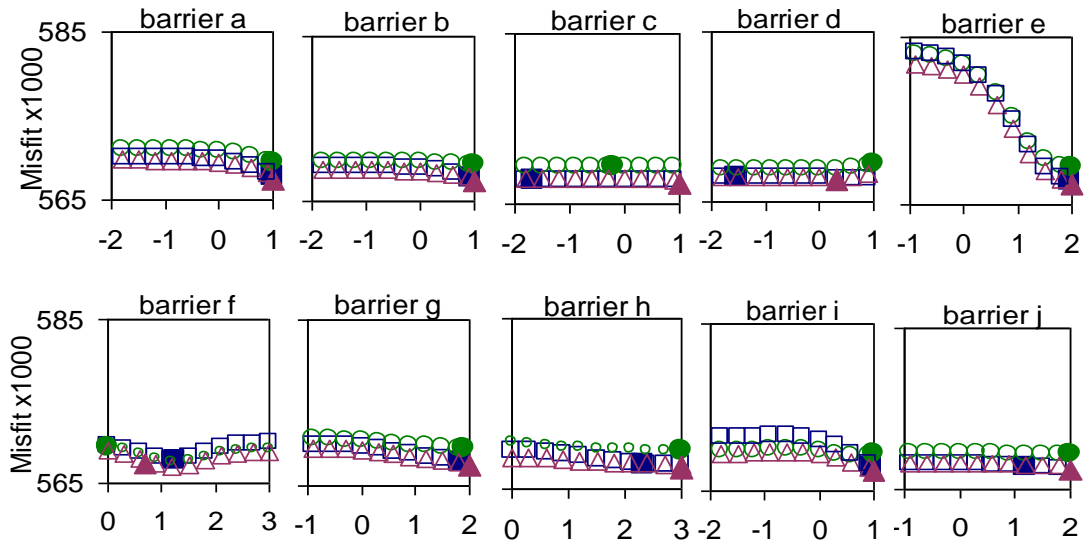 barrier a barrier b barrier c barrier d barrier e
585
Misfit x1000
565
-2 -1 0 1 -2 -1 0 1 -2 -1 0 1 -2 -1 0 1 -1 0 1 2
barrier f barrier g barrier h barrier i barrier j
585
Misfit x1000
565
0 1 2 3 -1 0 1 2 0 1 2 3 -2 -1 0 1 -1 0 1 2